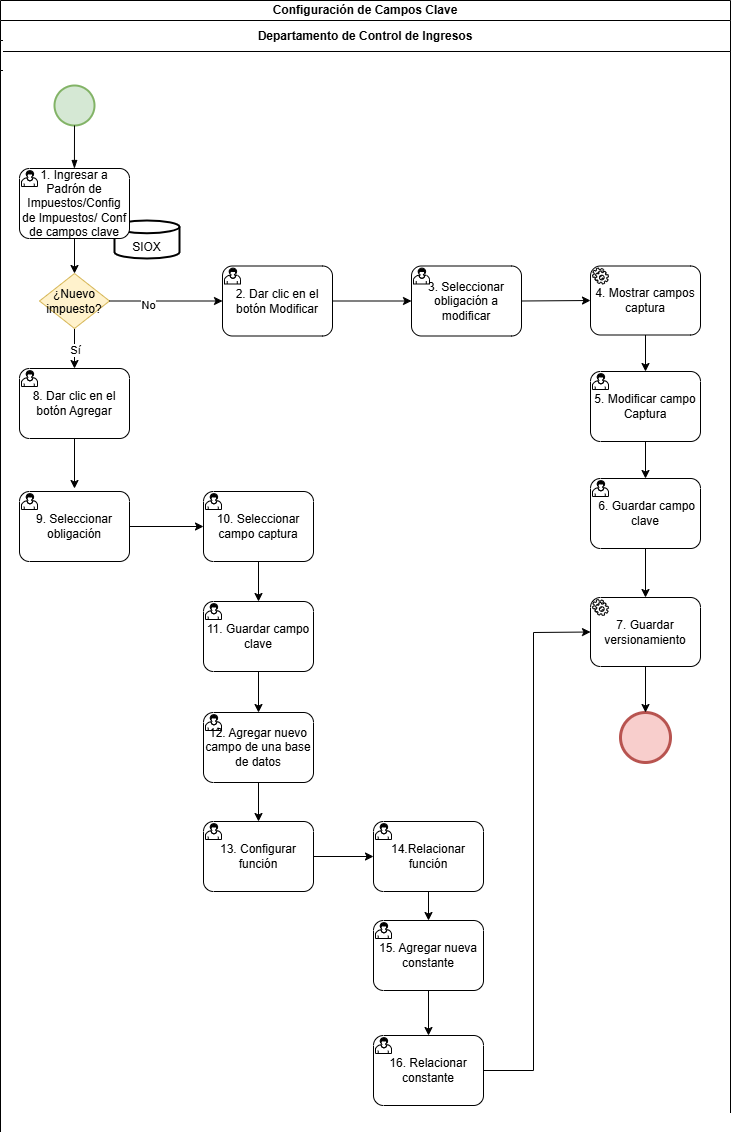 Configuración de Campos Clave
Departamento de Control de Ingresos
1. Ingresar a
Padrón de
Impuestos/Config
de Impuestos/ Conf
de campos clave
SIOX
¿Nuevo
impuesto?
No
2. Dar clic en el
botón Modificar
3. Seleccionar
obligación a
modificar
4. Mostrar campos
captura
Sí
8. Dar clic en el
botón Agregar
5. Modificar campo
Captura
9. Seleccionar
obligación
10. Seleccionar
campo captura
6. Guardar campo
clave
11. Guardar campo
clave
7. Guardar
versionamiento
12. Agregar nuevo
campo de una base
de datos
13. Configurar
función
14.Relacionar
función
15. Agregar nueva
constante
16. Relacionar
constante